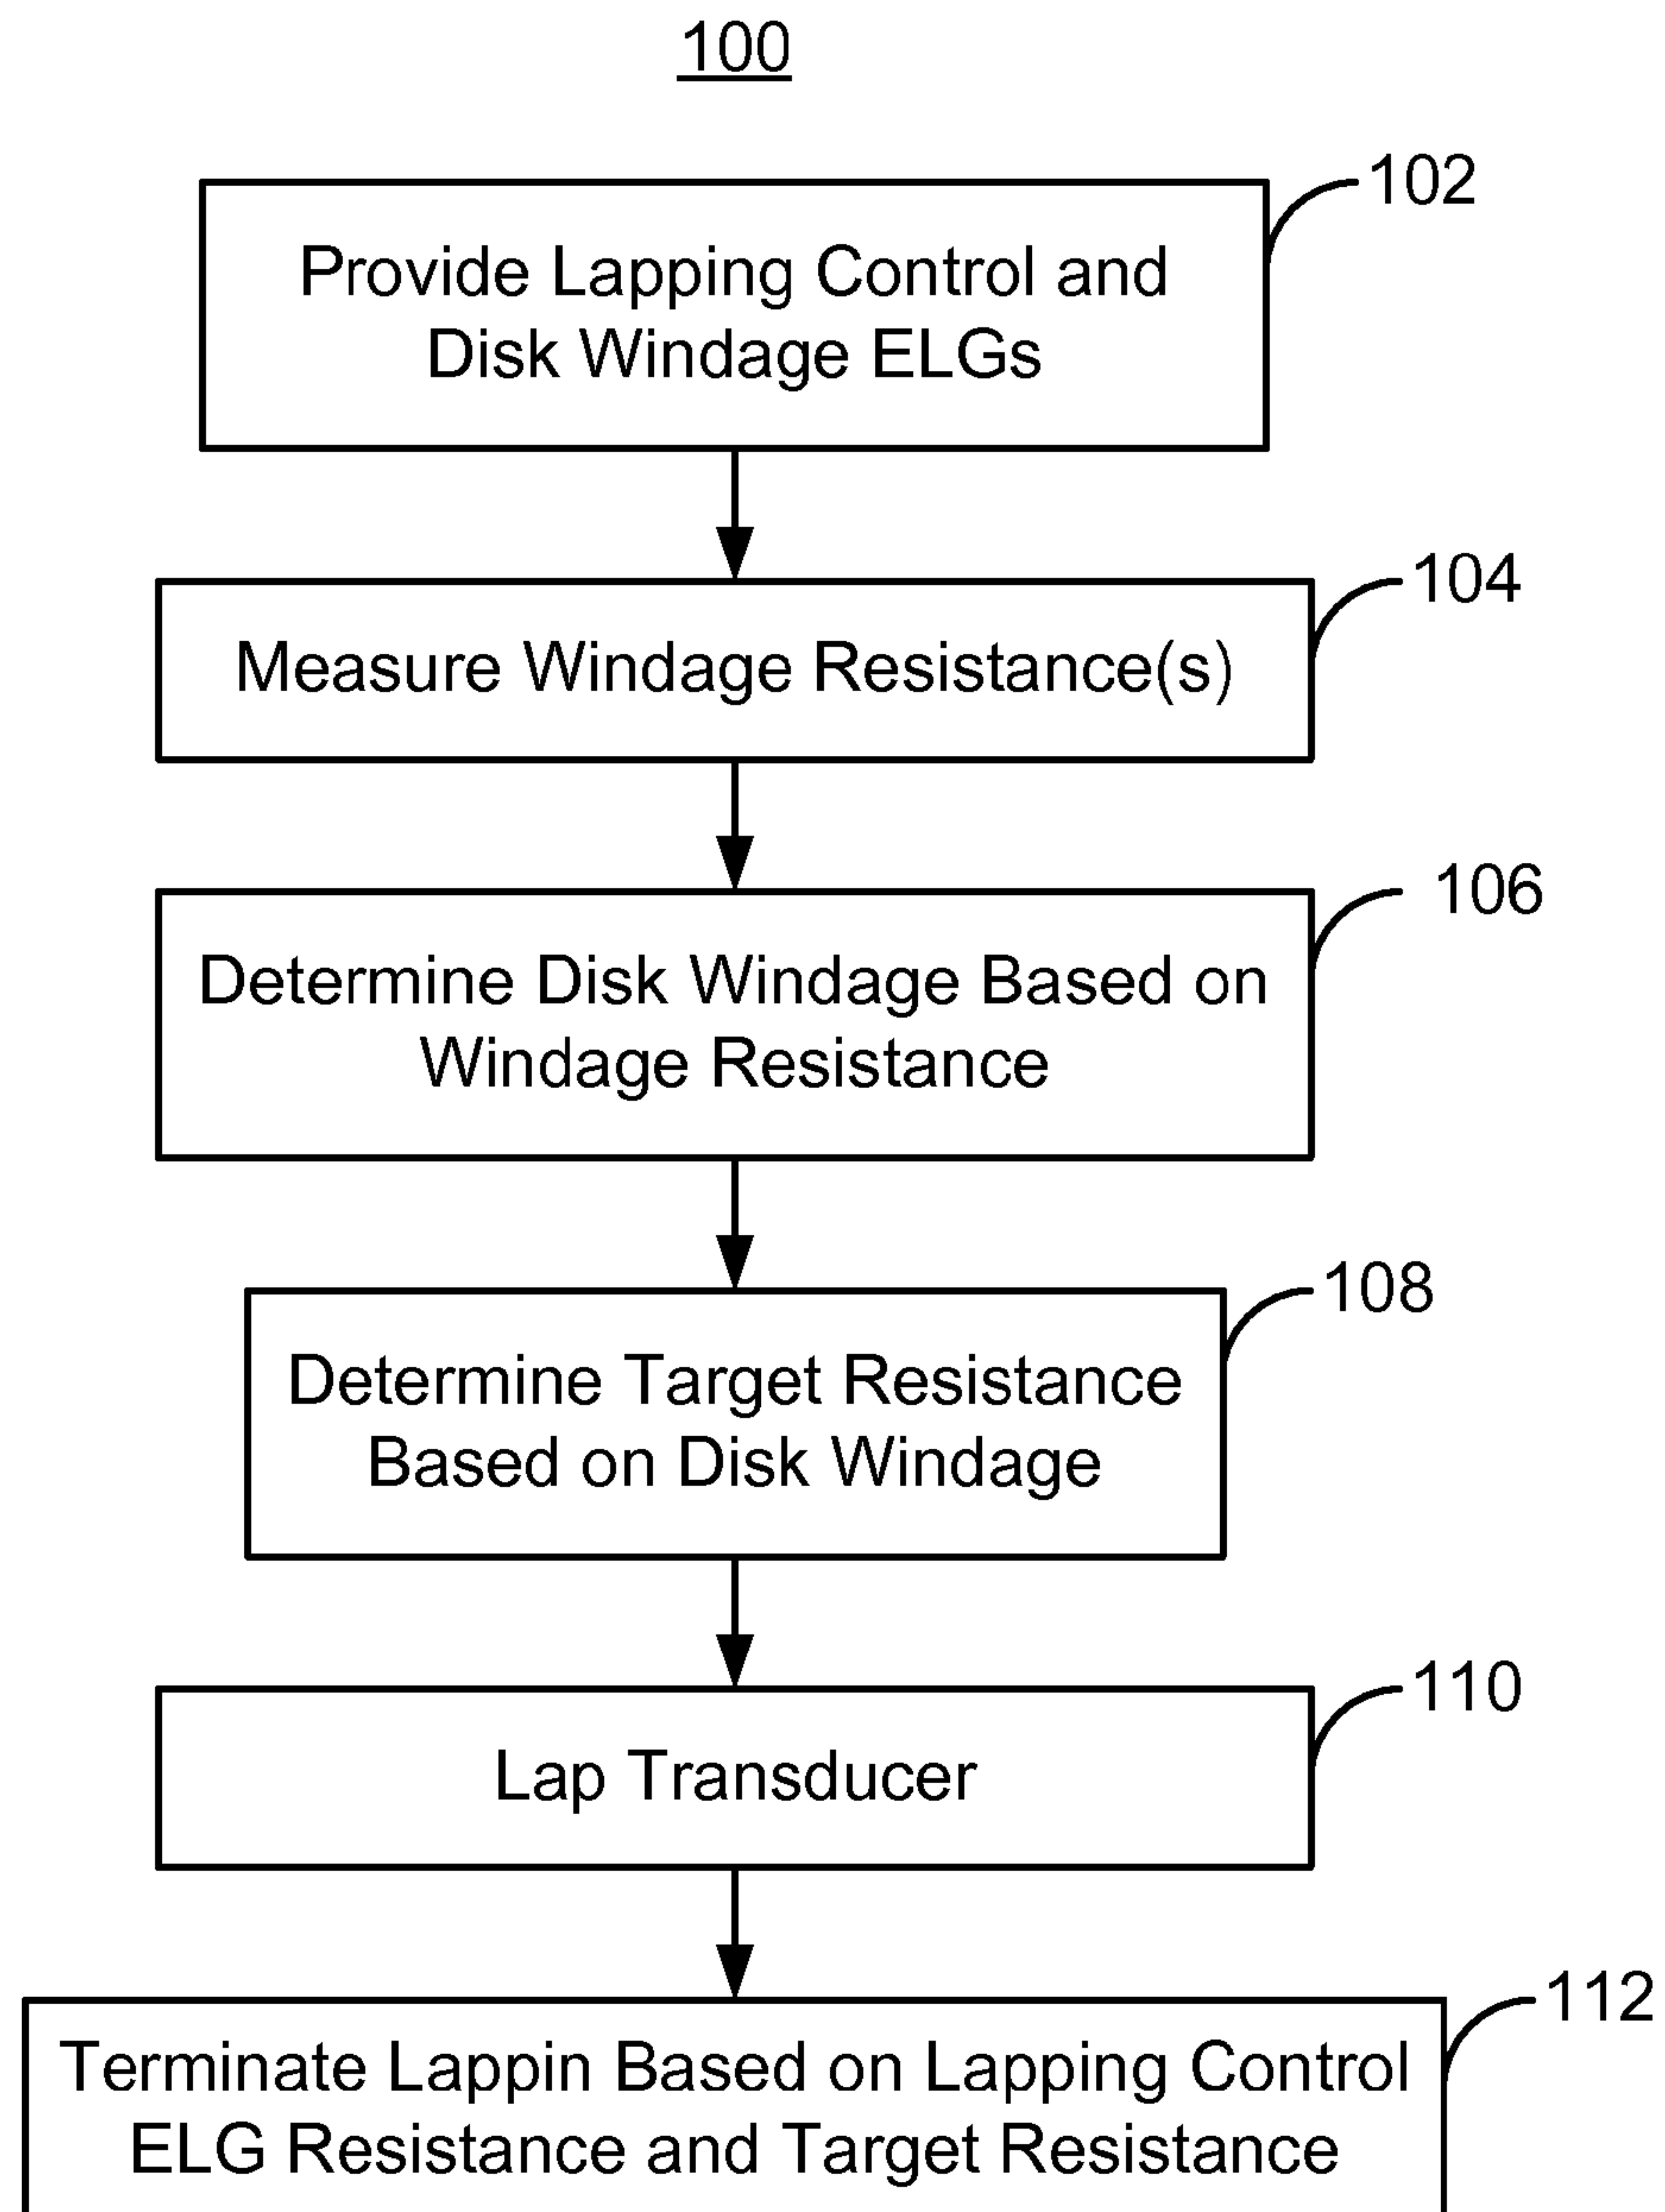 100
102
Provide Lapping Control and
Disk Windage ELGs
104
Measure Windage Resistance(s)
106
Determine Disk Windage Based on
Windage Resistance
108
Determine Target Resistance
Based on Disk Windage
110
Lap Transducer
112
Terminate Lappin Based on Lapping Control
ELG Resistance and Target Resistance